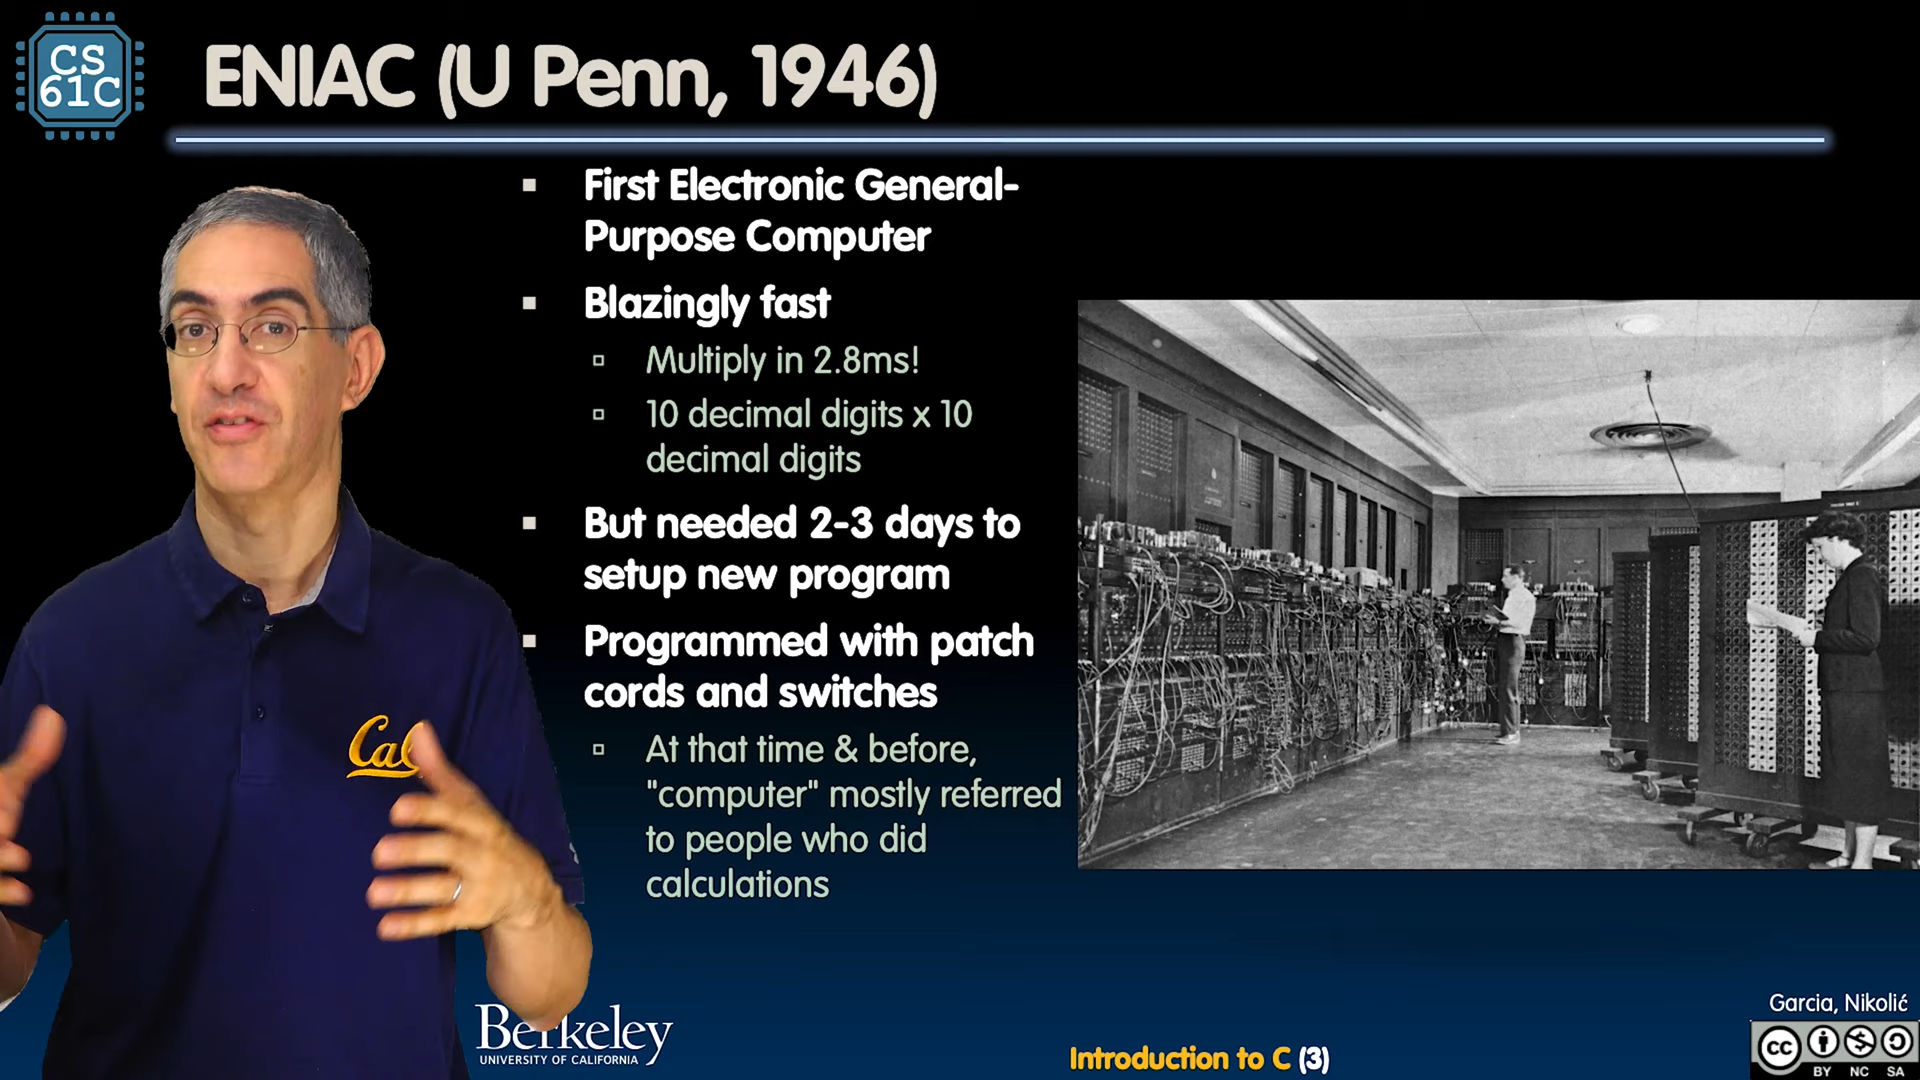 CS
61C
ENIAC (U Penn, 1946)
▪ First Electronic General-
Purpose Computer
▪ Blazingly fast
▫ Multiply in 2.8ms!
▫ 10 decimal digits x 10
decimal digits
▪ But needed 2-3 days to
setup new program
▪ Programmed with patch
cords and switches
▫ At that time & before,
"computer" mostly referred
to people who did
calculations
Cal
Berkeley
UNIVERSITY OF CALIFORNIA
Introduction to C (3)
Garcia, Nikolić
cc
BY NC SA